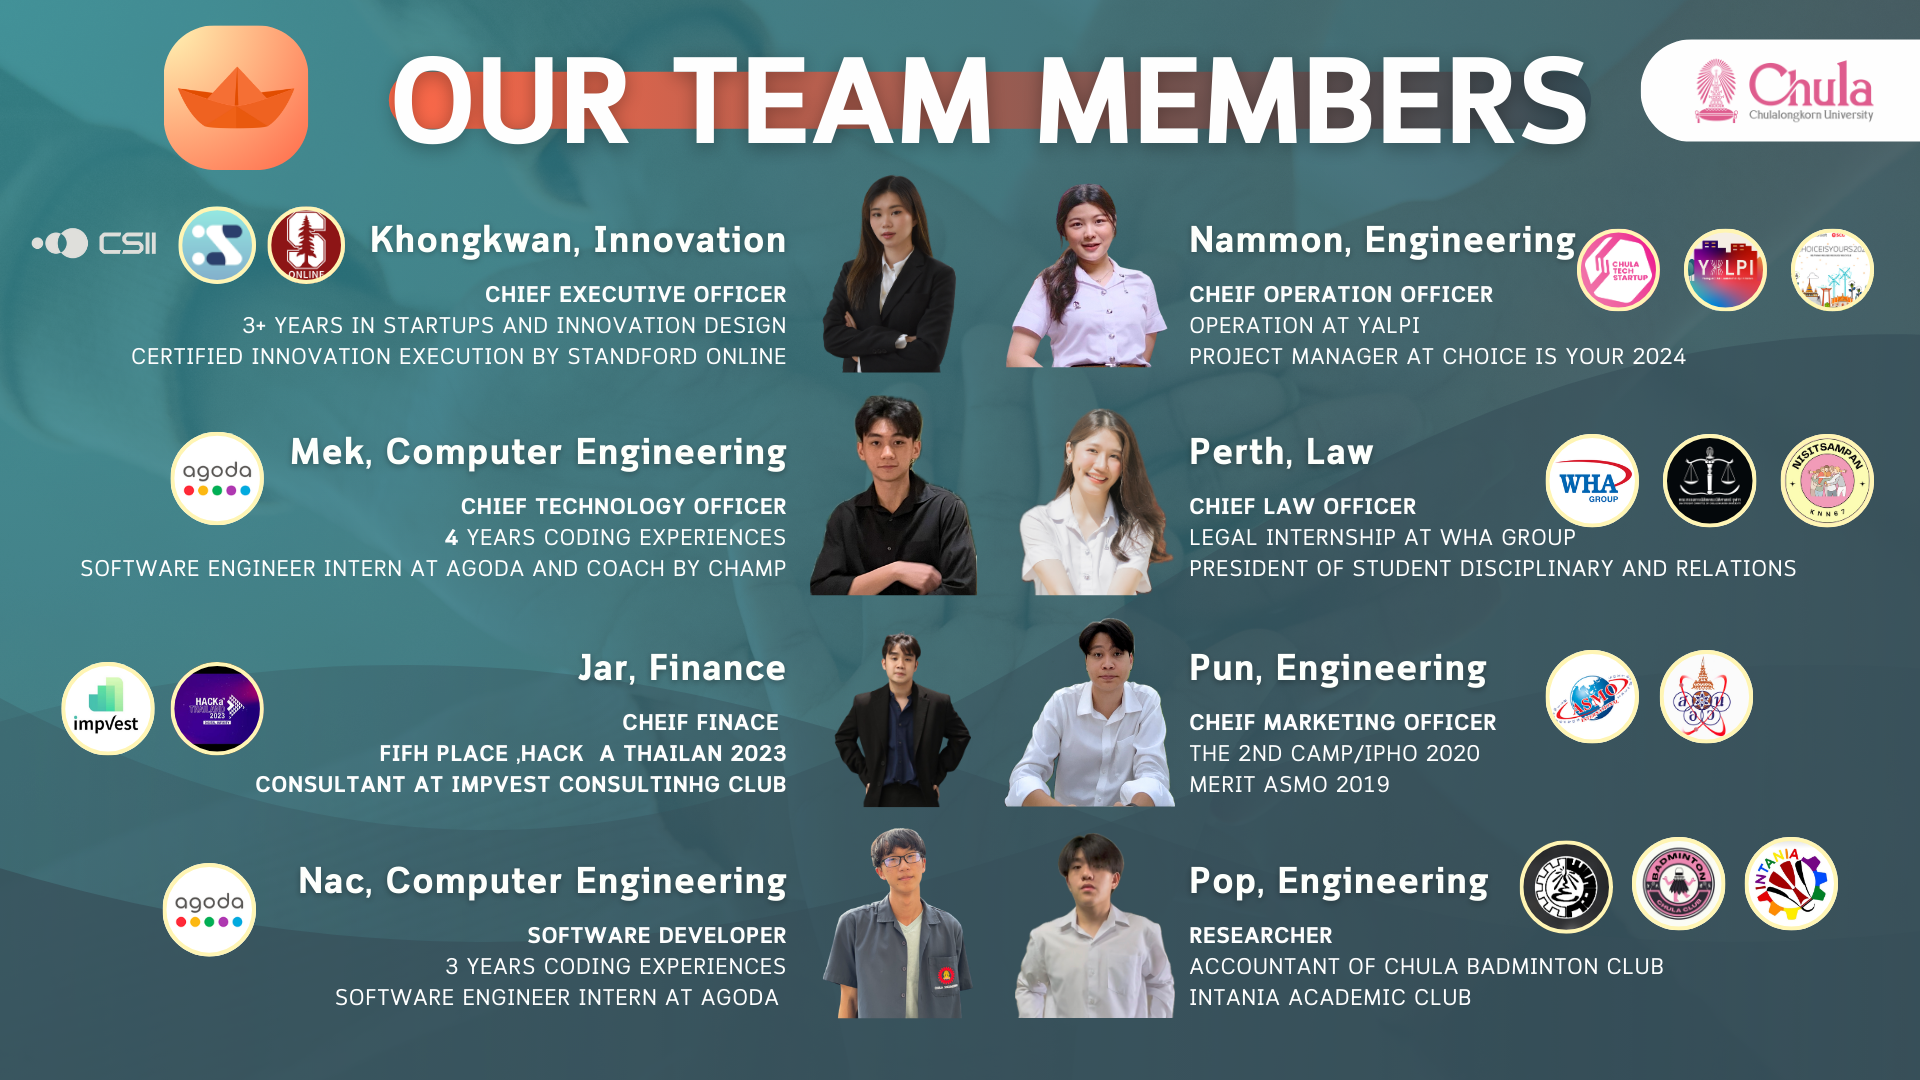 OUR TEAM MEMBERS
Chula
Chulalongkorn University
CSII
S
ONLINE
Khongkwan, Innovation
CHIEF EXECUTIVE OFFICER
3+ YEARS IN STARTUPS AND INNOVATION DESIGN
CERTIFIED INNOVATION EXECUTION BY STANDFORD ONLINE
Nammon, Engineering
CHEIF OPERATION OFFICER
OPERATION AT YALPI
PROJECT MANAGER AT CHOICE IS YOUR 2024
CHULA
TECH
STARTUP
YALPI
agoda
Mek, Computer Engineering
CHIEF TECHNOLOGY OFFICER
4 YEARS CODING EXPERIENCES
SOFTWARE ENGINEER INTERN AT AGODA AND COACH BY CHAMP
Perth, Law
CHIEF LAW OFFICER
LEGAL INTERNSHIP AT WHA GROUP
PRESIDENT OF STUDENT DISCIPLINARY AND RELATIONS
WHA
GROUP
NISITSAMPAN
KNN67
impvest
HACKa
THAILAND
2023
Jar, Finance
CHEIF FINACE
FIFH PLACE ,HACK  A THAILAN 2023
CONSULTANT AT IMPVEST CONSULTINHG CLUB
Pun, Engineering
CHEIF MARKETING OFFICER
THE 2ND CAMP/IPHO 2020
MERIT ASMO 2019
ASMO
agoda
Nac, Computer Engineering
SOFTWARE DEVELOPER
3 YEARS CODING EXPERIENCES
SOFTWARE ENGINEER INTERN AT AGODA
Pop, Engineering
RESEARCHER
ACCOUNTANT OF CHULA BADMINTON CLUB
INTANIA ACADEMIC CLUB
BADMINTON
CHULA CLUB
INTANIA